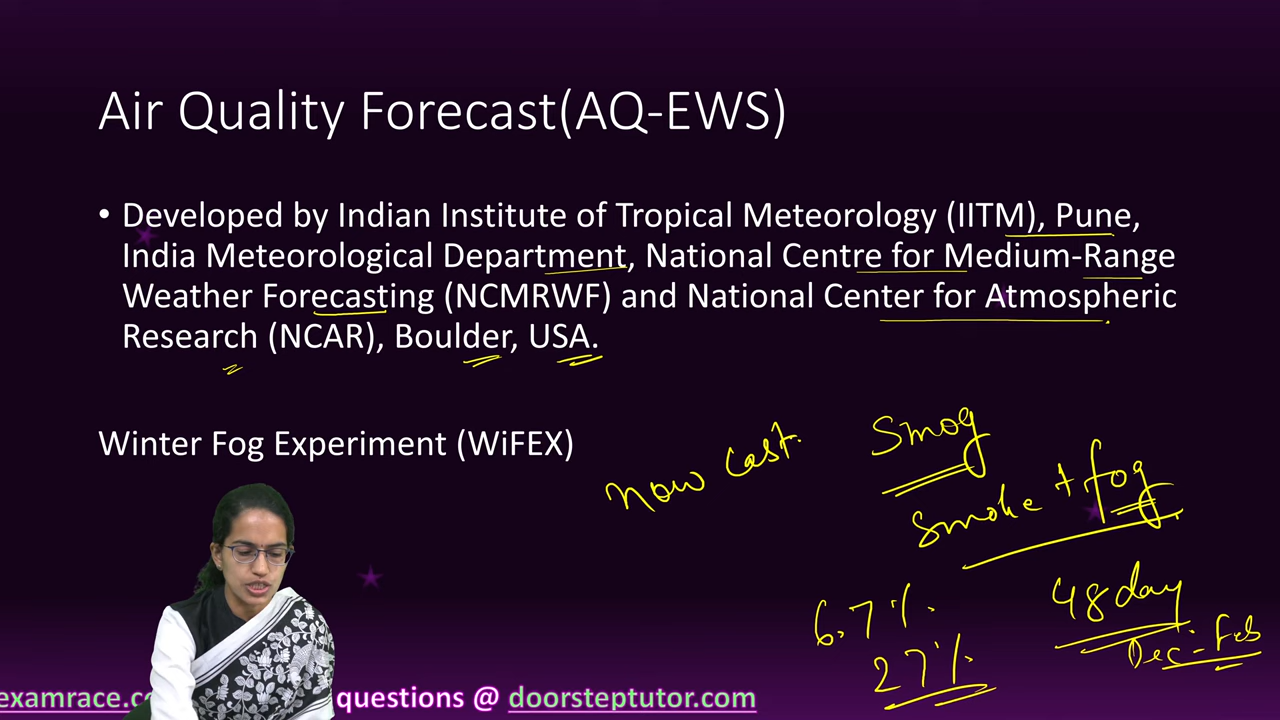 Air Quality Forecast(AQ-EWS)
• Developed by Indian Institute of Tropical Meteorology (IITM), Pune,
India Meteorological Department, National Centre for Medium-Range
Weather Forecasting (NCMRWF) and National Center for Atmospheric
Research (NCAR), Boulder, USA.
Winter Fog Experiment (WiFEX)
now cast.
Smog
Smoke + fog
6.7%.
27%.
48 day
Dec - Feb
examrace.co
questions @ doorsteptutor.com